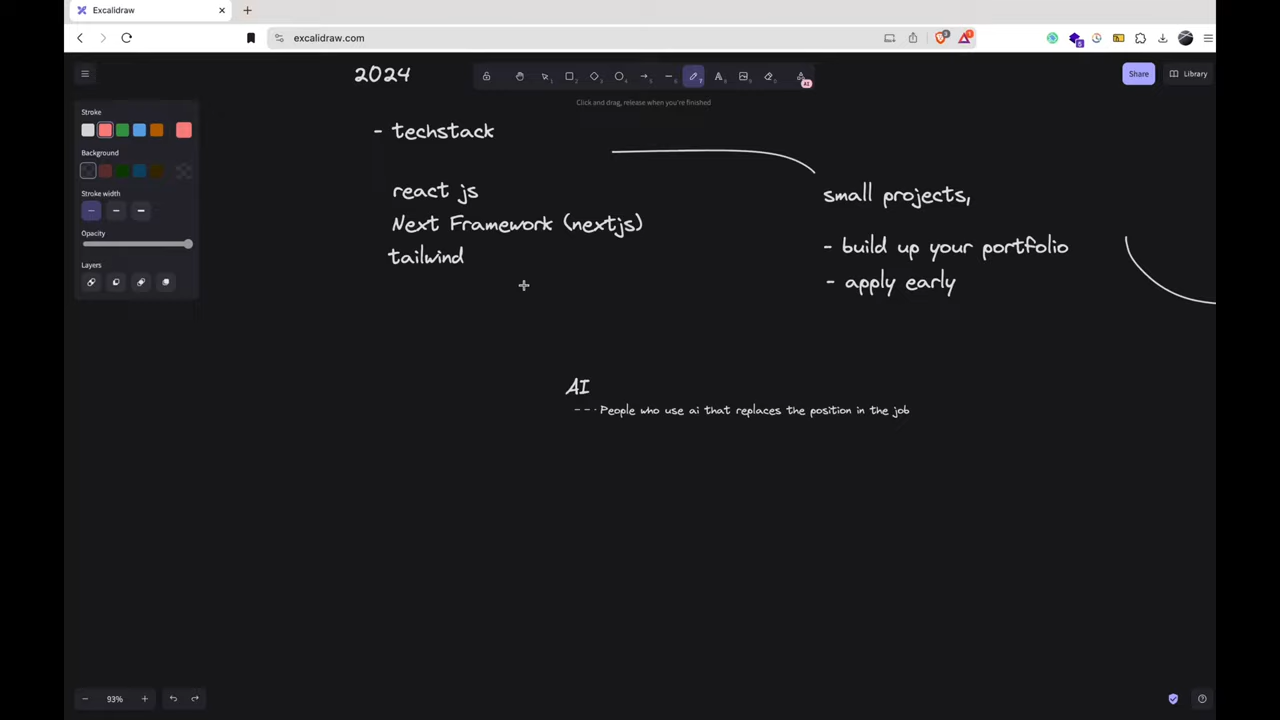 Excalidraw
excalidraw.com
2024
Share
Library
Click and drag, release when you're finished
Stroke
Background
Stroke width
Opacity
Layers
- techstack
react js
Next Framework (nextjs)
tailwind
small projects,
- build up your portfolio
- apply early
AI
--- People who use ai that replaces the position in the job
93%